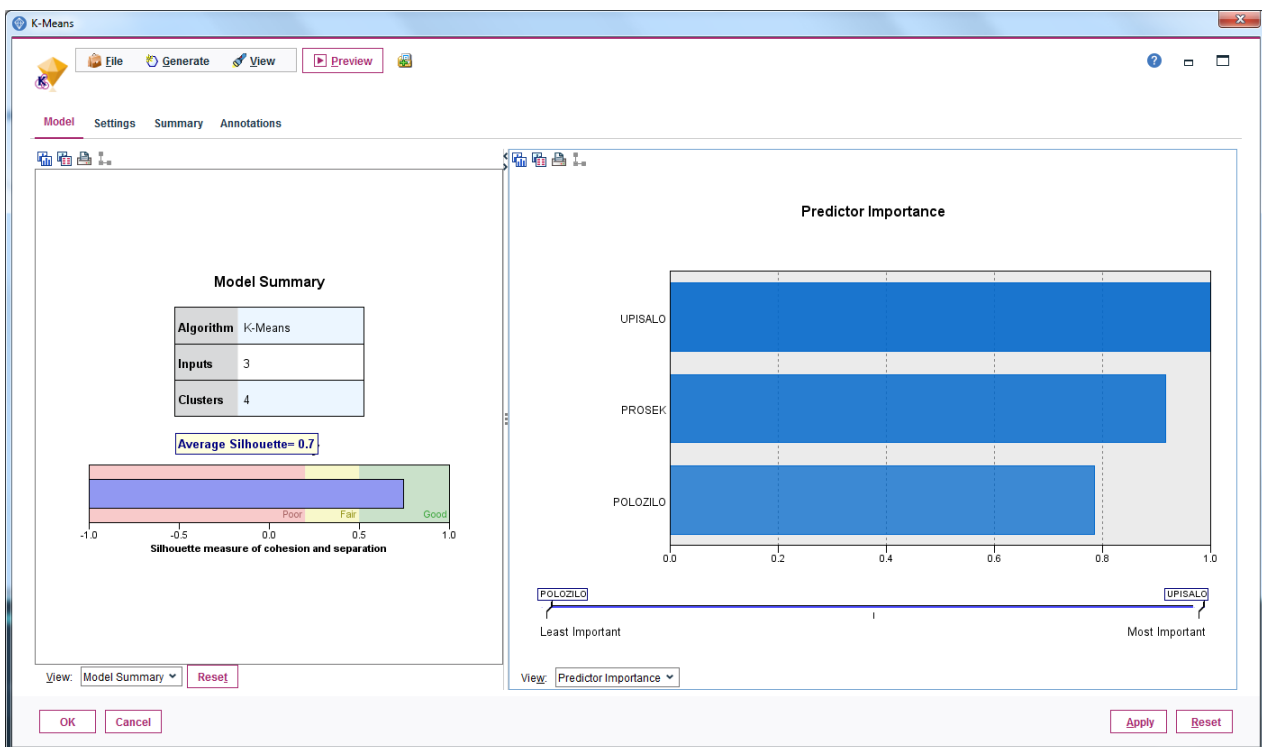 K-Means
File Generate View Preview
K
Model Settings Summary Annotations
Model Summary
Algorithm K-Means
Inputs 3
Clusters 4
Average Silhouette= 0.7
Poor Fair Good
-1.0 -0.5 0.0 0.5 1.0
Silhouette measure of cohesion and separation
View: Model Summary Reset
Predictor Importance
UPISALO
PROSEK
POLOZILO
0.0 0.2 0.4 0.6 0.8 1.0
POLOZILO UPISALO
Least Important Most Important
View: Predictor Importance
OK Cancel Apply Reset